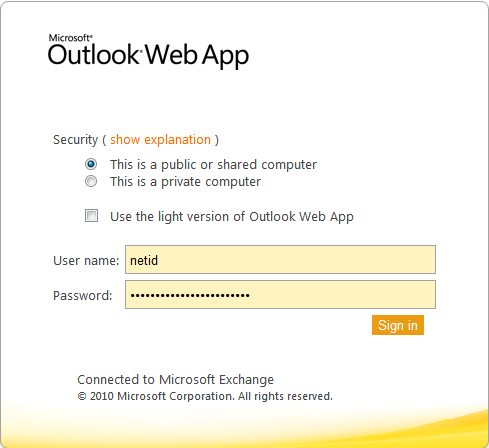 Microsoft®
Outlook® Web App
Security ( show explanation )
This is a public or shared computer
This is a private computer
Use the light version of Outlook Web App
User name: netid
Password: ••••••••••••••••••••••••
Sign in
Connected to Microsoft Exchange
© 2010 Microsoft Corporation. All rights reserved.